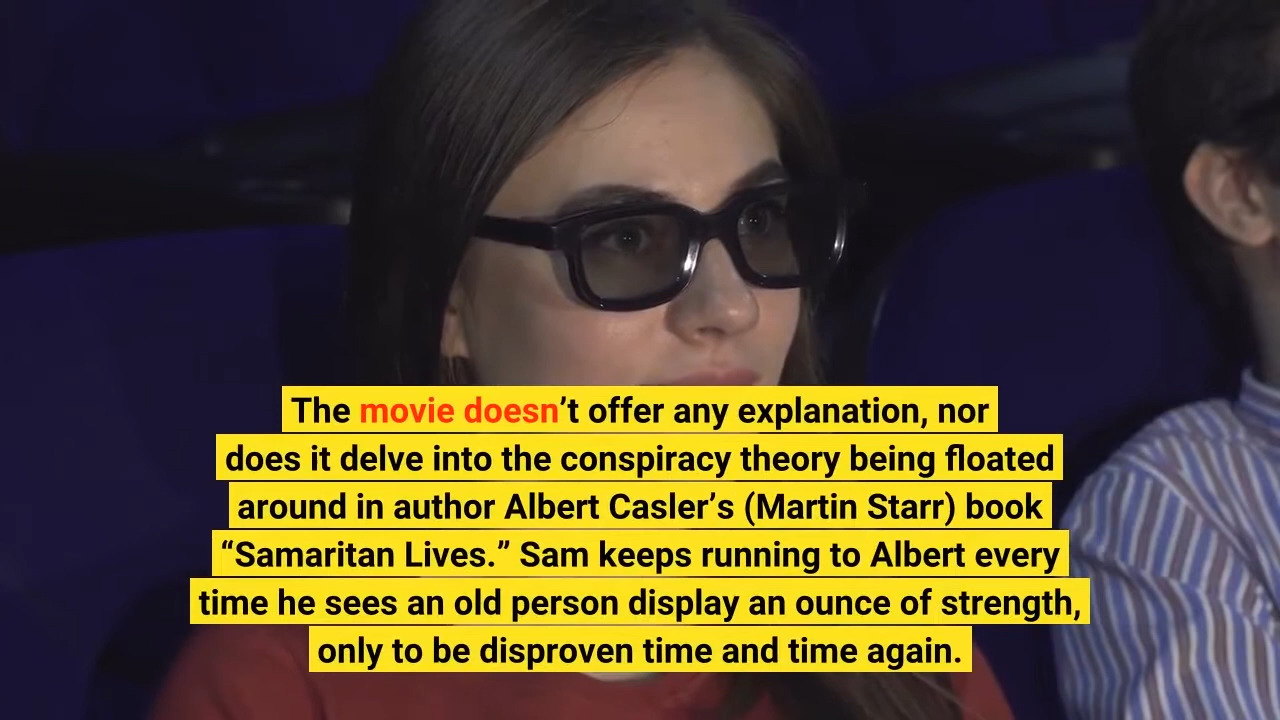 The movie doesn’t offer any explanation, nor
does it delve into the conspiracy theory being floated
around in author Albert Casler’s (Martin Starr) book
“Samaritan Lives.” Sam keeps running to Albert every
time he sees an old person display an ounce of strength,
only to be disproven time and time again.